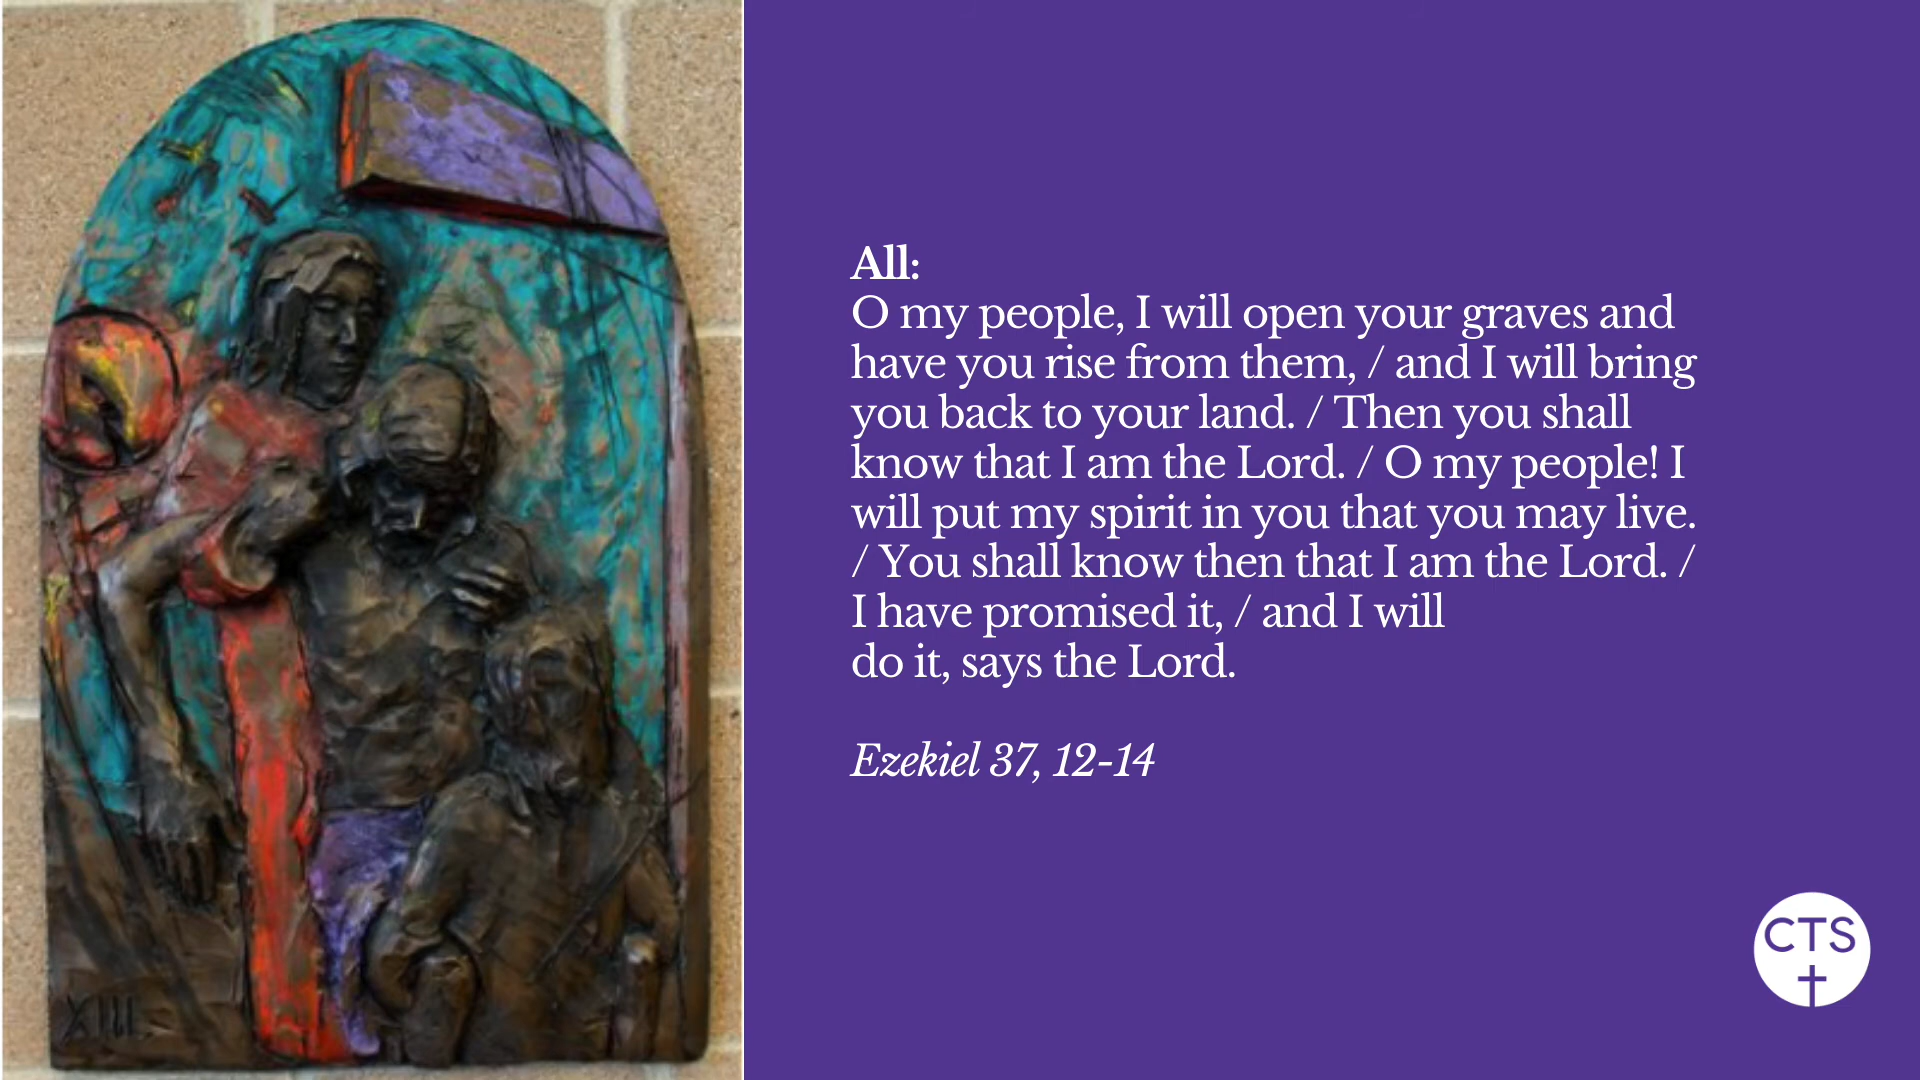 All:
O my people, I will open your graves and
have you rise from them, / and I will bring
you back to your land. / Then you shall
know that I am the Lord. / O my people! I
will put my spirit in you that you may live.
/ You shall know then that I am the Lord. /
I have promised it, / and I will
do it, says the Lord.
Ezekiel 37, 12-14
XIII
CTS